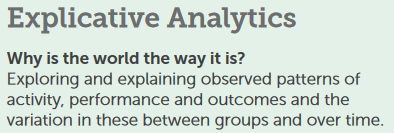 Explicative Analytics
Why is the world the way it is?
Exploring and explaining observed patterns of
activity, performance and outcomes and the
variation in these between groups and over time.